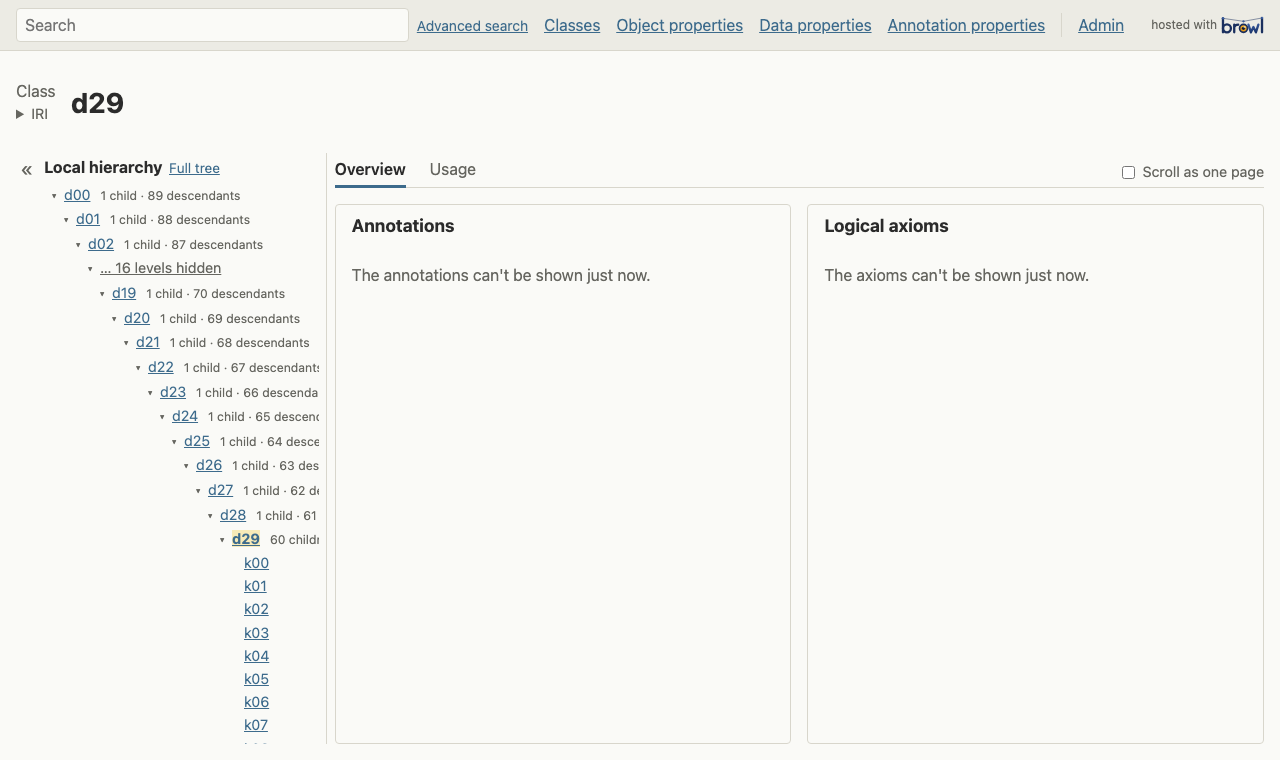 Search
Advanced search Classes Object properties Data properties Annotation properties Admin hosted with browl
Class
IRI
d29
« Local hierarchy Full tree
d00 1 child · 89 descendants
d01 1 child · 88 descendants
d02 1 child · 87 descendants
... 16 levels hidden
d19 1 child · 70 descendants
d20 1 child · 69 descendants
d21 1 child · 68 descendants
d22 1 child · 67 descendants
d23 1 child · 66 descenda
d24 1 child · 65 descen
d25 1 child · 64 desce
d26 1 child · 63 des
d27 1 child · 62 de
d28 1 child · 61
d29 60 child
k00
k01
k02
k03
k04
k05
k06
k07
Overview Usage
Scroll as one page
Annotations
The annotations can't be shown just now.
Logical axioms
The axioms can't be shown just now.